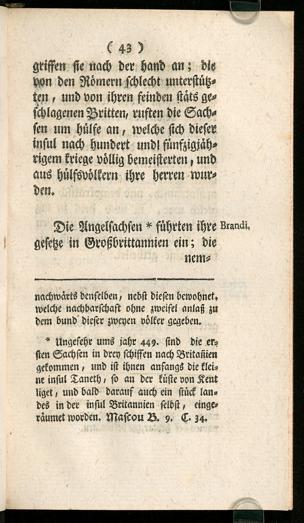 ( 43 )
griffen sie nach der hand an; die
von den Römern schlecht unterstütz-
ten, und von ihren feinden stäts ge-
schlagenen Britten, rufften die Sach-
sen um hülfe an, welche sich dieser
insul nach hundert undl fünfzigjäh-
rigem kriege völlig bemeisterten, und
aus hülfsvölkern ihre herren wur-
den.
Die Angelsachsen * führten ihre Brandi.
gesetze in Großbrittannien ein; die
nem-
nachwärts denselben, nebst diesen bewohnet,
welche nachbarschaft ohne zweifel anlaß zu
dem bund dieser zweyen völker gegeben.
* Ungefehr ums jahr 449. sind die er-
sten Sachsen in drey schiffen nach Britañien
gekommen, und ist ihnen anfangs die klei-
ne insul Taneth, so an der küste von Kent
liget, und bald darauf auch ein stück lan-
des in der insul Britannien selbst, einge-
räumet worden. Mascou B. 9. C. 34.